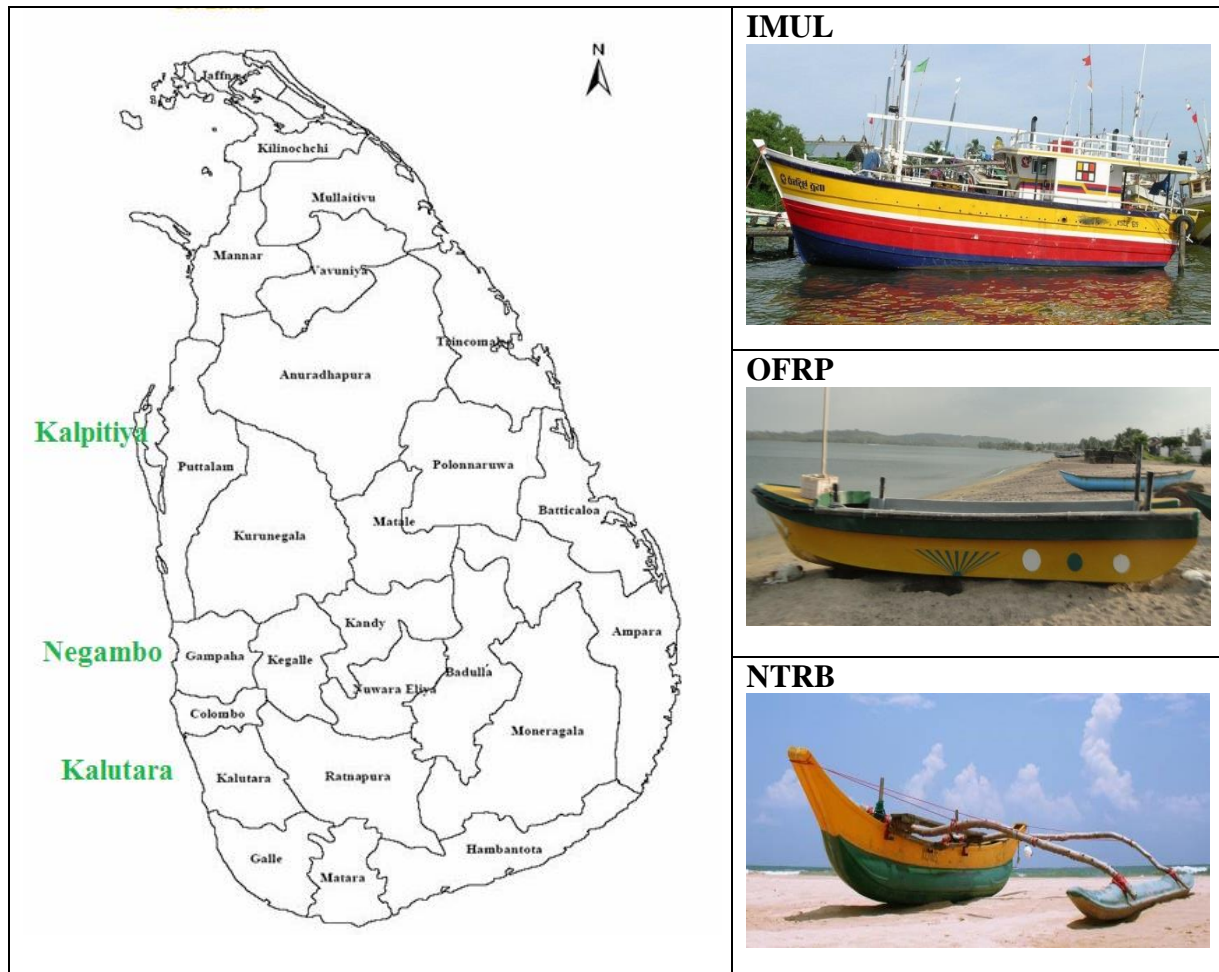 N
Jaffna
Kilinochchi
Mullaitivu
Mannar
Vavuniya
Trincomalee
Anuradhapura
Kalpitiya
Puttalam
Polonnaruwa
Batticaloa
Matale
Kurunegala
Kandy
Ampara
Negambo
Gampaha
Kegalle
Badulla
Nuwara Eliya
Colombo
Moneragala
Kalutara
Kalutara
Ratnapura
Hambantota
Galle
Matara
IMUL
OFRP
NTRB